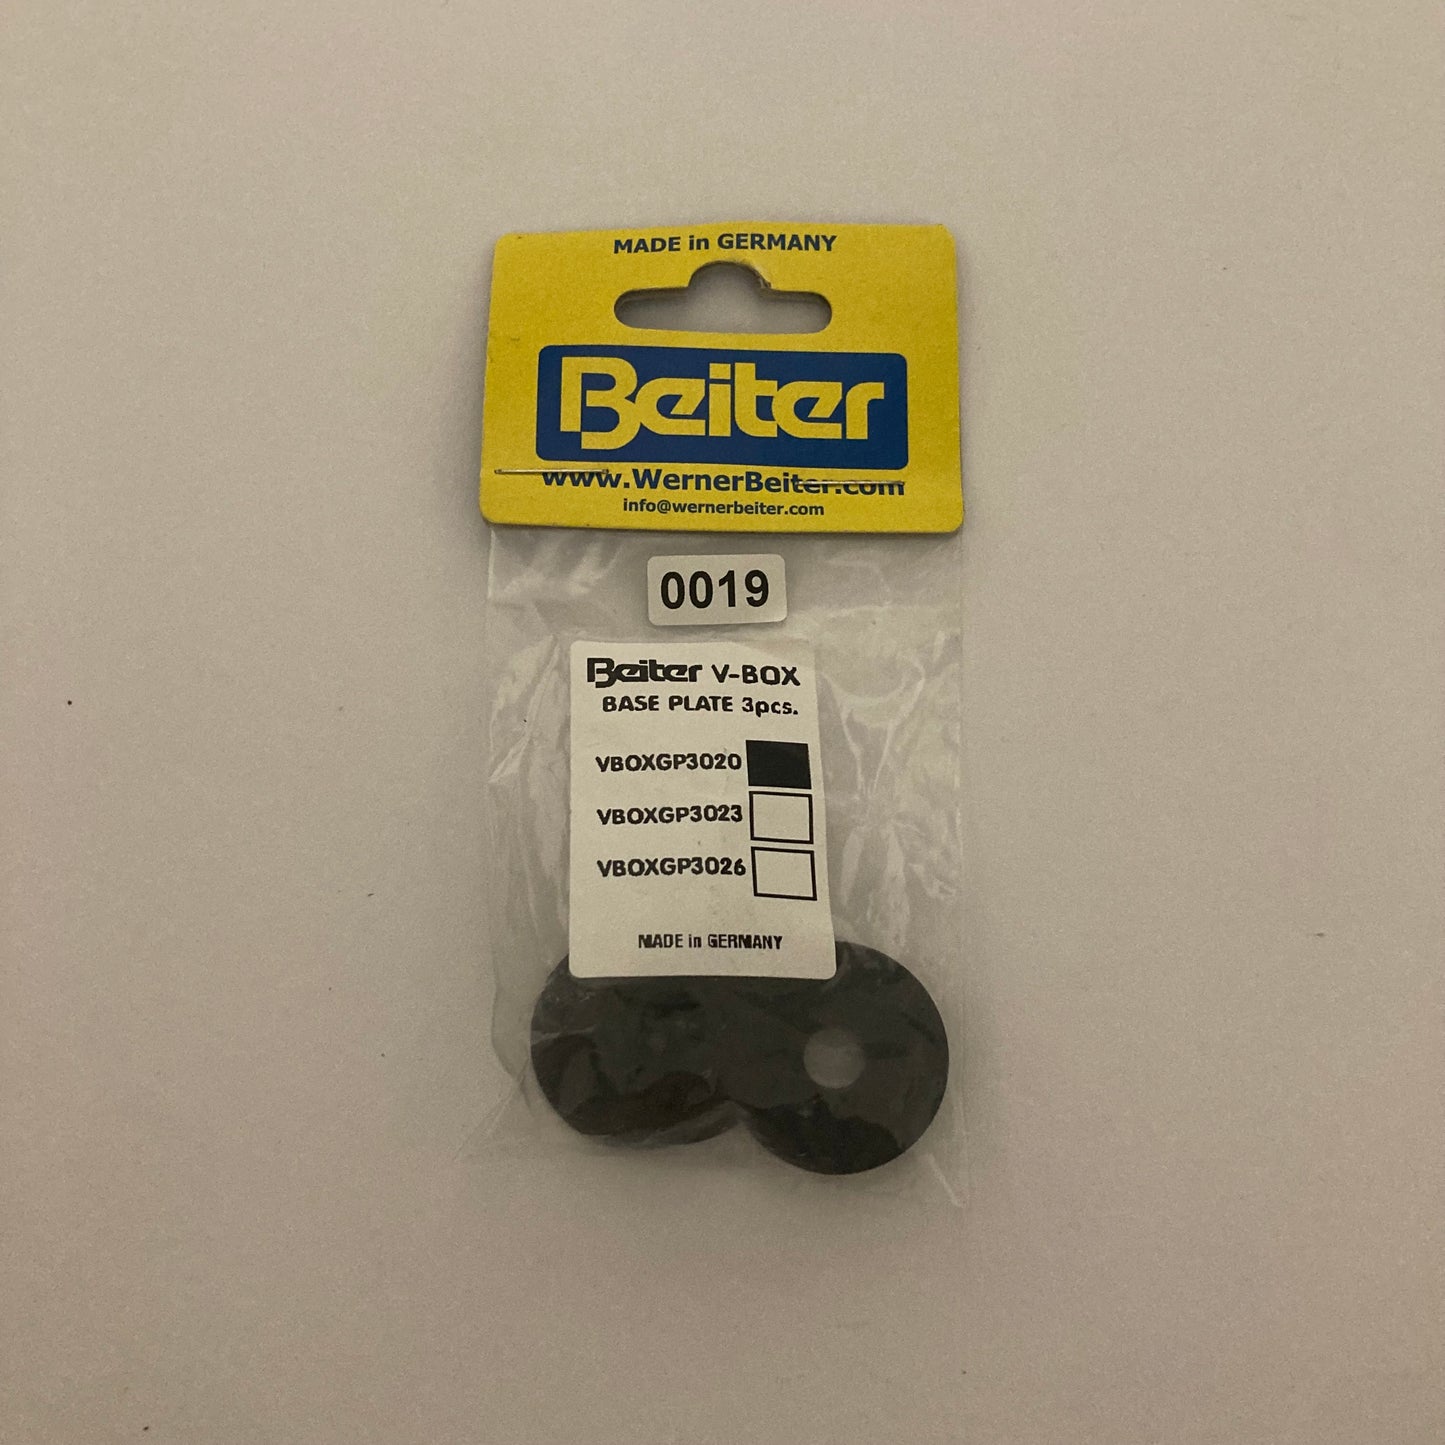 MADE in GERMANY
Beiter
www.WernerBeiter.com
info@wernerbeiter.com
0019
Beiter V-BOX
BASE PLATE 3pcs.
VBOXGP3020
VBOXGP3023
VBOXGP3026
MADE in GERMANY